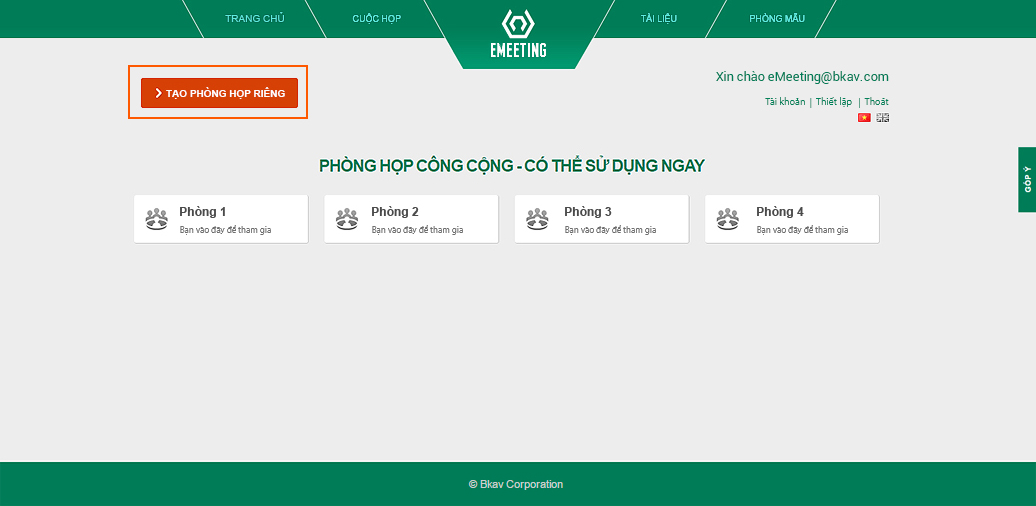 TRANG CHỦ
CUỘC HỌP
EMEETING
TÀI LIỆU
PHÒNG MẪU
TẠO PHÒNG HỌP RIÊNG
Xin chào eMeeting@bkav.com
Tài khoản | Thiết lập | Thoát
GÓP Ý
PHÒNG HỌP CÔNG CỘNG - CÓ THỂ SỬ DỤNG NGAY
Phòng 1
Bạn vào đây để tham gia
Phòng 2
Bạn vào đây để tham gia
Phòng 3
Bạn vào đây để tham gia
Phòng 4
Bạn vào đây để tham gia
© Bkav Corporation